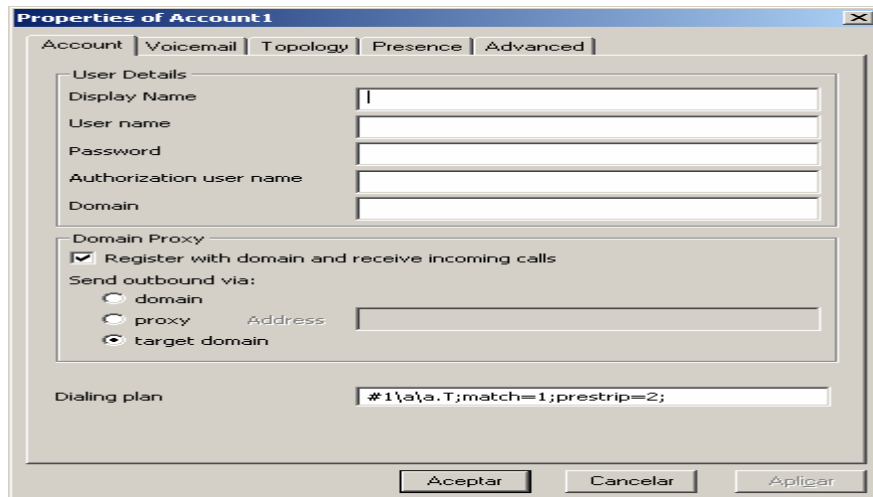 Properties of Account1
Account Voicemail Topology Presence Advanced
User Details
Display Name
User name
Password
Authorization user name
Domain
Domain Proxy
Register with domain and receive incoming calls
Send outbound via:
domain
proxy Address
target domain
Dialing plan #1\a\a.T;match=1;prestrip=2;
Aceptar Cancelar Aplicar